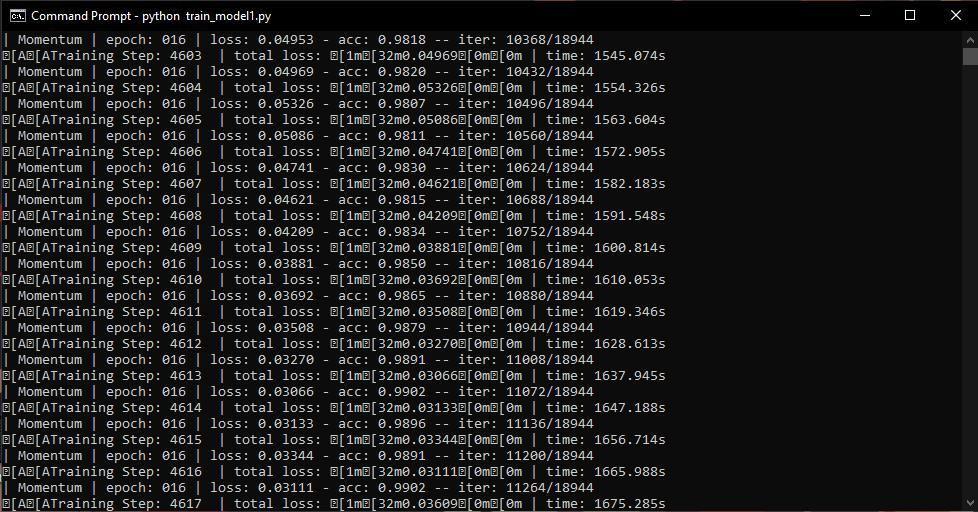 Command Prompt - python train_model1.py
| Momentum | epoch: 016 | loss: 0.04953 - acc: 0.9818 -- iter: 10368/18944
[A[ATraining Step: 4603 | total loss: [1m[32m0.04969[0m[0m | time: 1545.074s
| Momentum | epoch: 016 | loss: 0.04969 - acc: 0.9820 -- iter: 10432/18944
[A[ATraining Step: 4604 | total loss: [1m[32m0.05326[0m[0m | time: 1554.326s
| Momentum | epoch: 016 | loss: 0.05326 - acc: 0.9807 -- iter: 10496/18944
[A[ATraining Step: 4605 | total loss: [1m[32m0.05086[0m[0m | time: 1563.604s
| Momentum | epoch: 016 | loss: 0.05086 - acc: 0.9811 -- iter: 10560/18944
[A[ATraining Step: 4606 | total loss: [1m[32m0.04741[0m[0m | time: 1572.905s
| Momentum | epoch: 016 | loss: 0.04741 - acc: 0.9830 -- iter: 10624/18944
[A[ATraining Step: 4607 | total loss: [1m[32m0.04621[0m[0m | time: 1582.183s
| Momentum | epoch: 016 | loss: 0.04621 - acc: 0.9815 -- iter: 10688/18944
[A[ATraining Step: 4608 | total loss: [1m[32m0.04209[0m[0m | time: 1591.548s
| Momentum | epoch: 016 | loss: 0.04209 - acc: 0.9834 -- iter: 10752/18944
[A[ATraining Step: 4609 | total loss: [1m[32m0.03881[0m[0m | time: 1600.814s
| Momentum | epoch: 016 | loss: 0.03881 - acc: 0.9850 -- iter: 10816/18944
[A[ATraining Step: 4610 | total loss: [1m[32m0.03692[0m[0m | time: 1610.053s
| Momentum | epoch: 016 | loss: 0.03692 - acc: 0.9865 -- iter: 10880/18944
[A[ATraining Step: 4611 | total loss: [1m[32m0.03508[0m[0m | time: 1619.346s
| Momentum | epoch: 016 | loss: 0.03508 - acc: 0.9879 -- iter: 10944/18944
[A[ATraining Step: 4612 | total loss: [1m[32m0.03270[0m[0m | time: 1628.613s
| Momentum | epoch: 016 | loss: 0.03270 - acc: 0.9891 -- iter: 11008/18944
[A[ATraining Step: 4613 | total loss: [1m[32m0.03066[0m[0m | time: 1637.945s
| Momentum | epoch: 016 | loss: 0.03066 - acc: 0.9902 -- iter: 11072/18944
[A[ATraining Step: 4614 | total loss: [1m[32m0.03133[0m[0m | time: 1647.188s
| Momentum | epoch: 016 | loss: 0.03133 - acc: 0.9896 -- iter: 11136/18944
[A[ATraining Step: 4615 | total loss: [1m[32m0.03344[0m[0m | time: 1656.714s
| Momentum | epoch: 016 | loss: 0.03344 - acc: 0.9891 -- iter: 11200/18944
[A[ATraining Step: 4616 | total loss: [1m[32m0.03111[0m[0m | time: 1665.988s
| Momentum | epoch: 016 | loss: 0.03111 - acc: 0.9902 -- iter: 11264/18944
[A[ATraining Step: 4617 | total loss: [1m[32m0.03609[0m[0m | time: 1675.285s